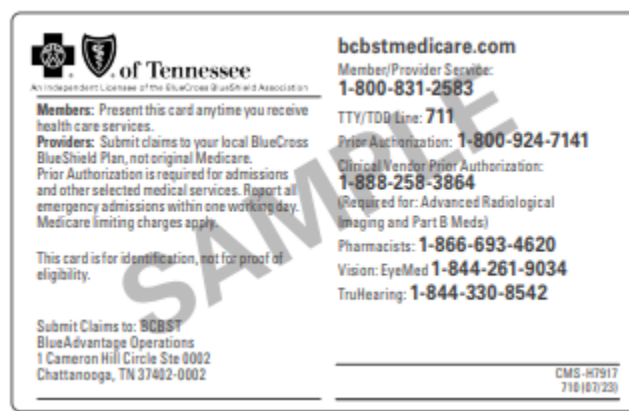 of Tennessee
An Independent Licensee of the BlueCross BlueShield Association
Members: Present this card anytime you receive
health care services.
Providers: Submit claims to your local BlueCross
BlueShield Plan, not original Medicare.
Prior Authorization is required for admissions
and other selected medical services. Report all
emergency admissions within one working day.
Medicare limiting charges apply.
This card is for identification, not for proof of
eligibility.
Submit Claims to: BCBST
BlueAdvantage Operations
1 Cameron Hill Circle Ste 0002
Chattanooga, TN 37402-0002
bcbstmedicare.com
Member/Provider Service:
1-800-831-2583
TTY/TDD Line: 711
Prior Authorization: 1-800-924-7141
Clinical Vendor Prior Authorization:
1-888-258-3864
(Required for: Advanced Radiological
Imaging and Part B Meds)
Pharmacists: 1-866-693-4620
Vision: EyeMed 1-844-261-9034
TruHearing: 1-844-330-8542
CMS-H7917
710 (07/23)
SAMPLE